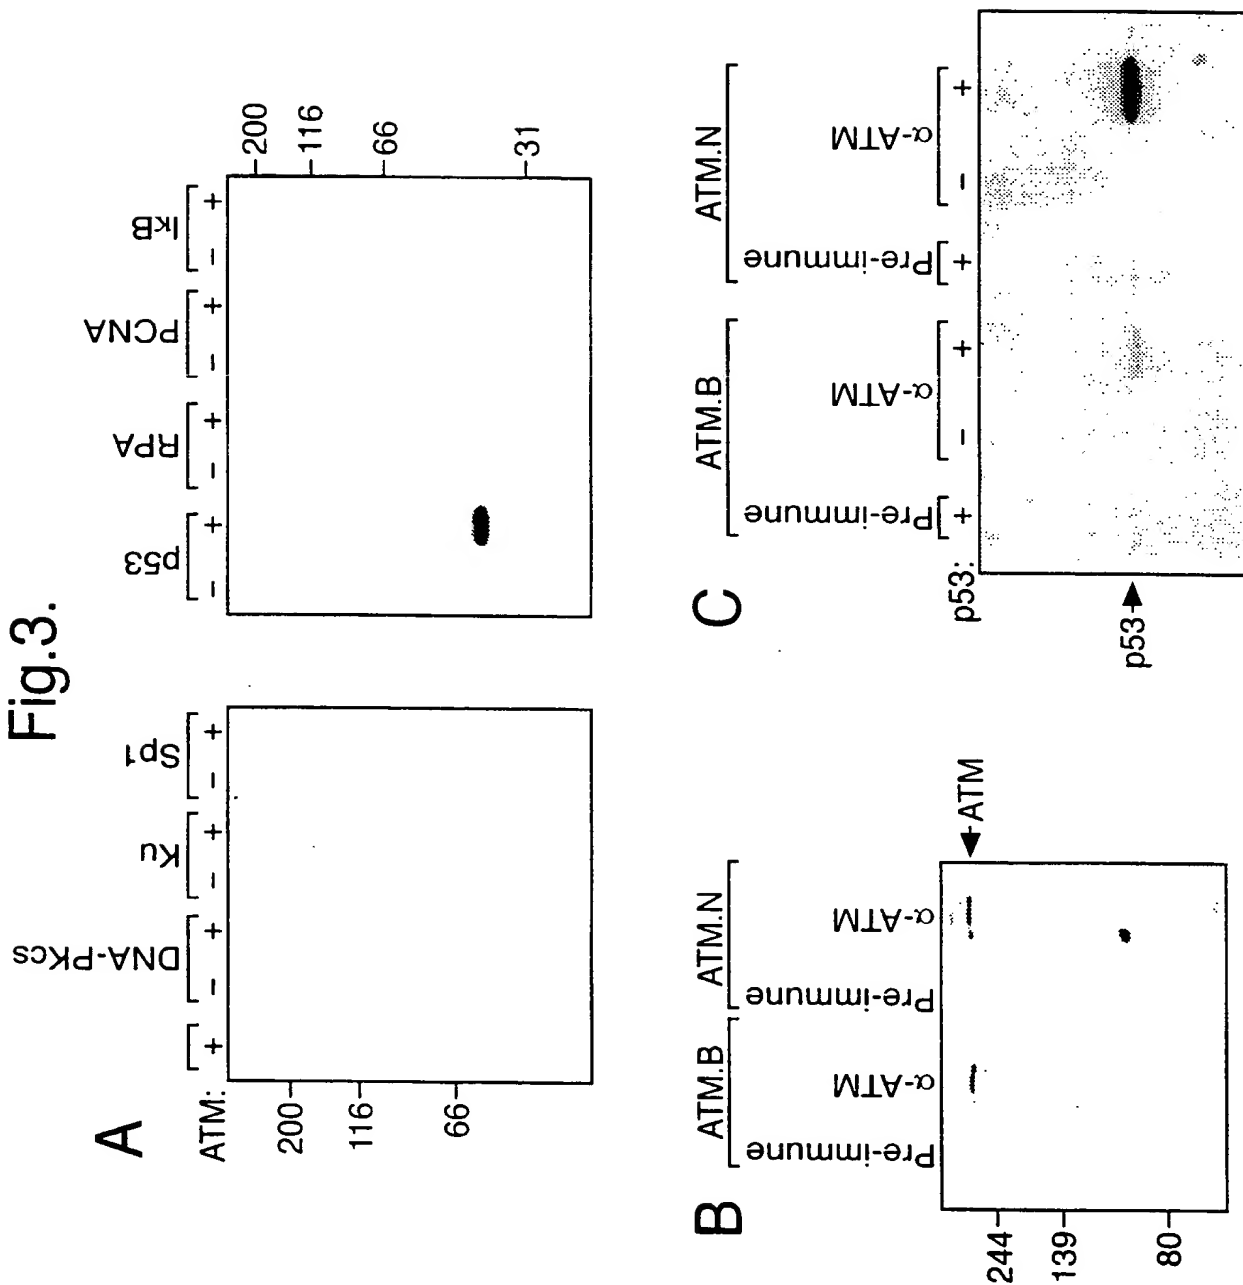 Fig.3.
A
DNA-PKcs Ku Sp1
ATM: + - + - + - +
200-
116-
66-
p53 RPA PCNA IκB
- + - + - + - +
-200
-116
-66
-31
B
ATM.B ATM.N
Pre-immune α-ATM Pre-immune α-ATM
ATM
244-
139-
80-
C
ATM.B ATM.N
Pre-immune α-ATM Pre-immune α-ATM
p53: + - + + - +
p53